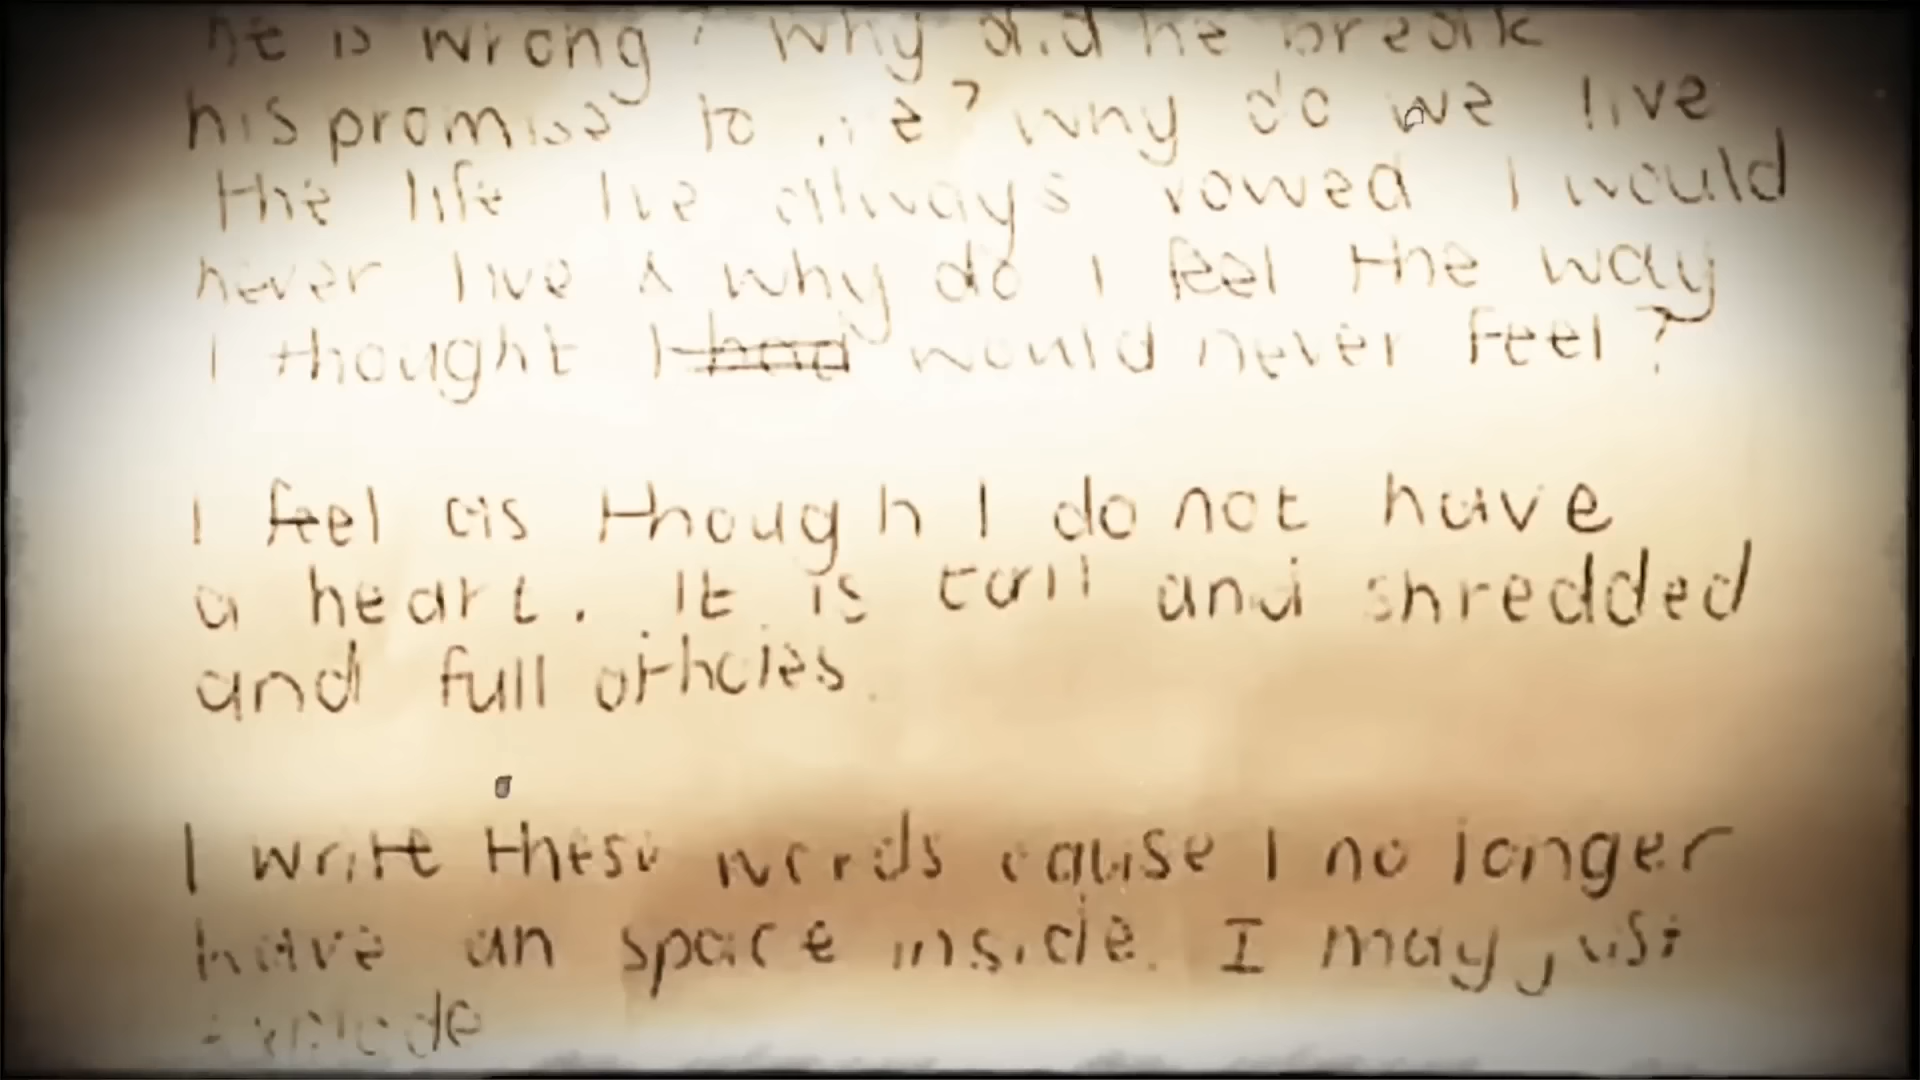 he is wrong? why did he break
his promise to me? why do we live
the life I've always vowed I would
never live & why do I feel the way
I thought I had would never feel?
I feel as though I do not have
a heart. It is tall and shredded
and full of holes.
I write these words cause I no longer
have an space inside. I may just
explode